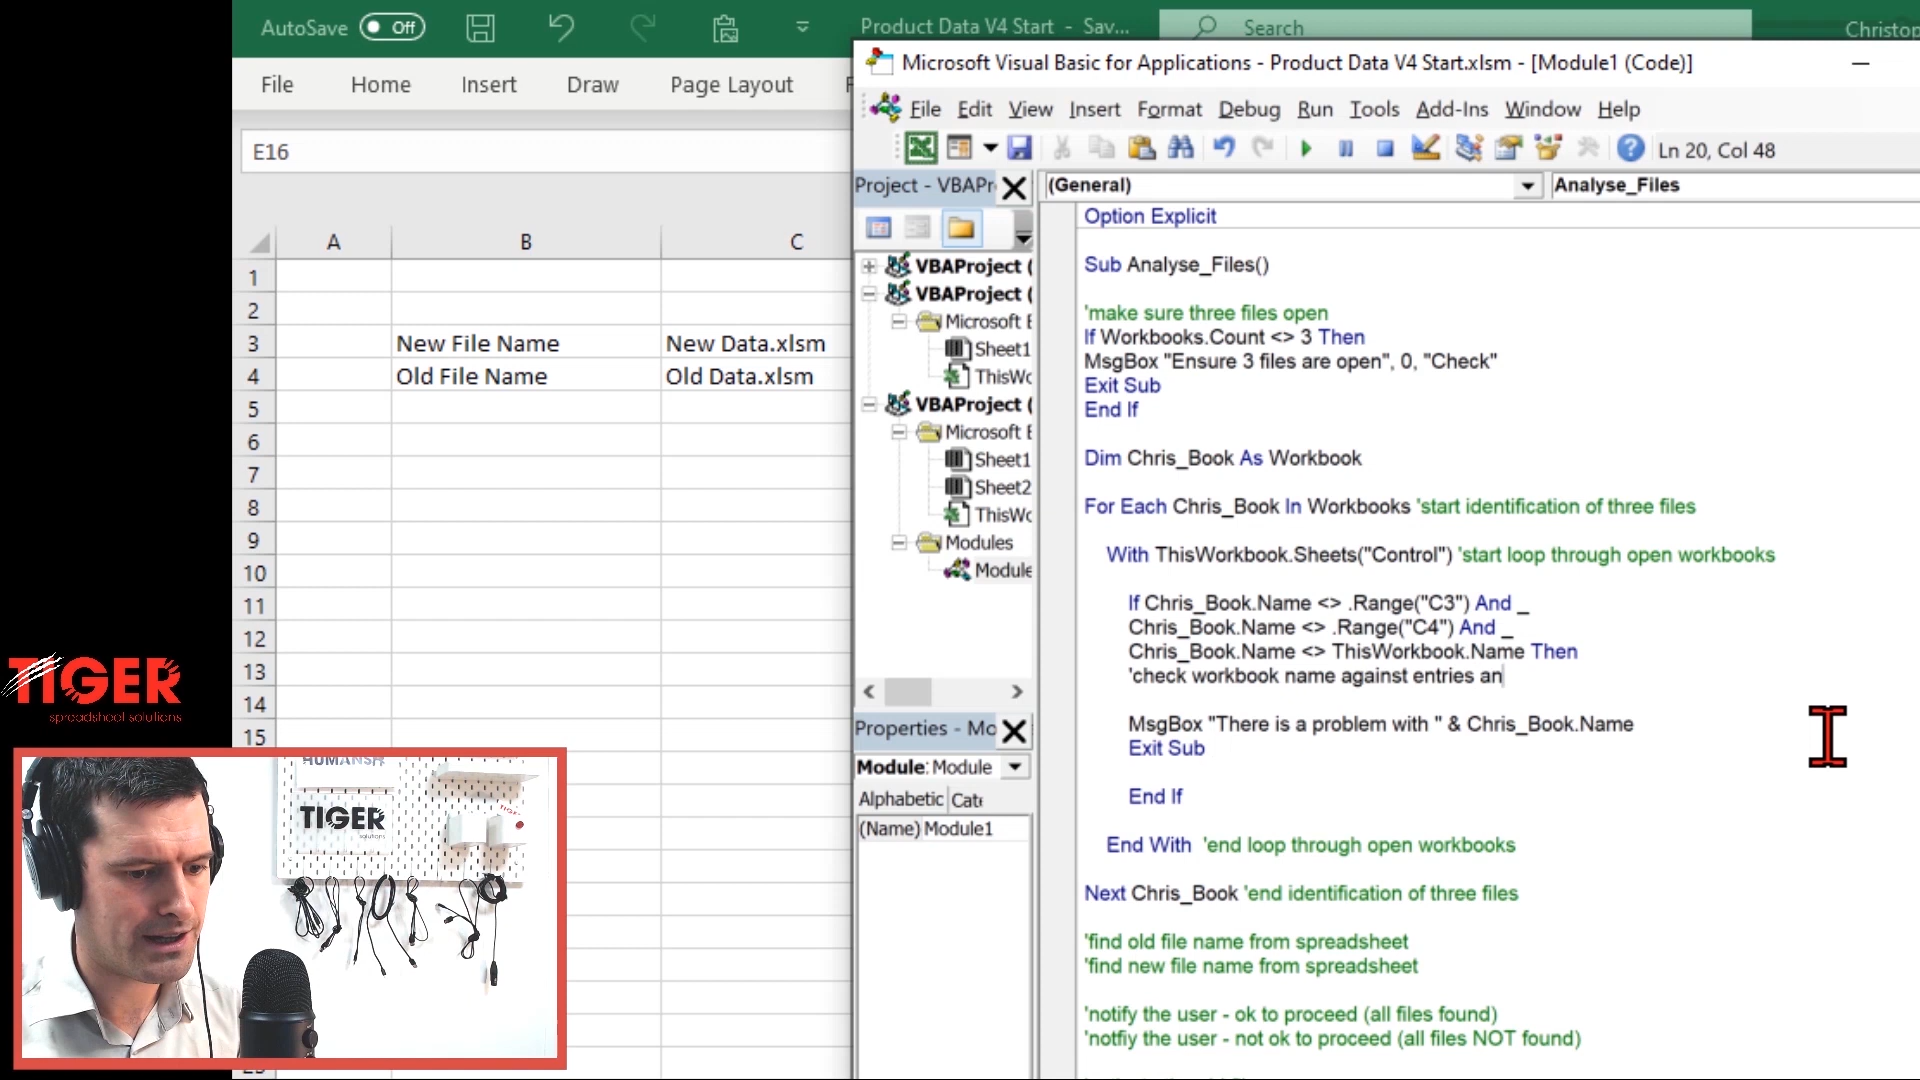 AutoSave Off
Product Data V4 Start - Sav...
Search
Christop
File Home Insert Draw Page Layout F
E16
A B C
1
2
3 New File Name New Data.xlsm
4 Old File Name Old Data.xlsm
5
6
7
8
9
10
11
12
13
14
15
Microsoft Visual Basic for Applications - Product Data V4 Start.xlsm - [Module1 (Code)]
File Edit View Insert Format Debug Run Tools Add-Ins Window Help
Ln 20, Col 48
Project - VBAPr
VBAProject (
VBAProject (
Microsoft E
Sheet1
ThisWo
VBAProject (
Microsoft E
Sheet1
Sheet2
ThisWo
Modules
Module
Properties - Mo
Module: Module
Alphabetic Cate
(Name) Module1
(General) Analyse_Files
Option Explicit
Sub Analyse_Files()
'make sure three files open
If Workbooks.Count <> 3 Then
MsgBox "Ensure 3 files are open", 0, "Check"
Exit Sub
End If
Dim Chris_Book As Workbook
For Each Chris_Book In Workbooks 'start identification of three files
With ThisWorkbook.Sheets("Control") 'start loop through open workbooks
If Chris_Book.Name <> .Range("C3") And _
Chris_Book.Name <> .Range("C4") And _
Chris_Book.Name <> ThisWorkbook.Name Then
'check workbook name against entries an
MsgBox "There is a problem with " & Chris_Book.Name
Exit Sub
End If
End With 'end loop through open workbooks
Next Chris_Book 'end identification of three files
'find old file name from spreadsheet
'find new file name from spreadsheet
'notify the user - ok to proceed (all files found)
'notfiy the user - not ok to proceed (all files NOT found)
TIGER
spreadsheet solutions
TIGER
solutions